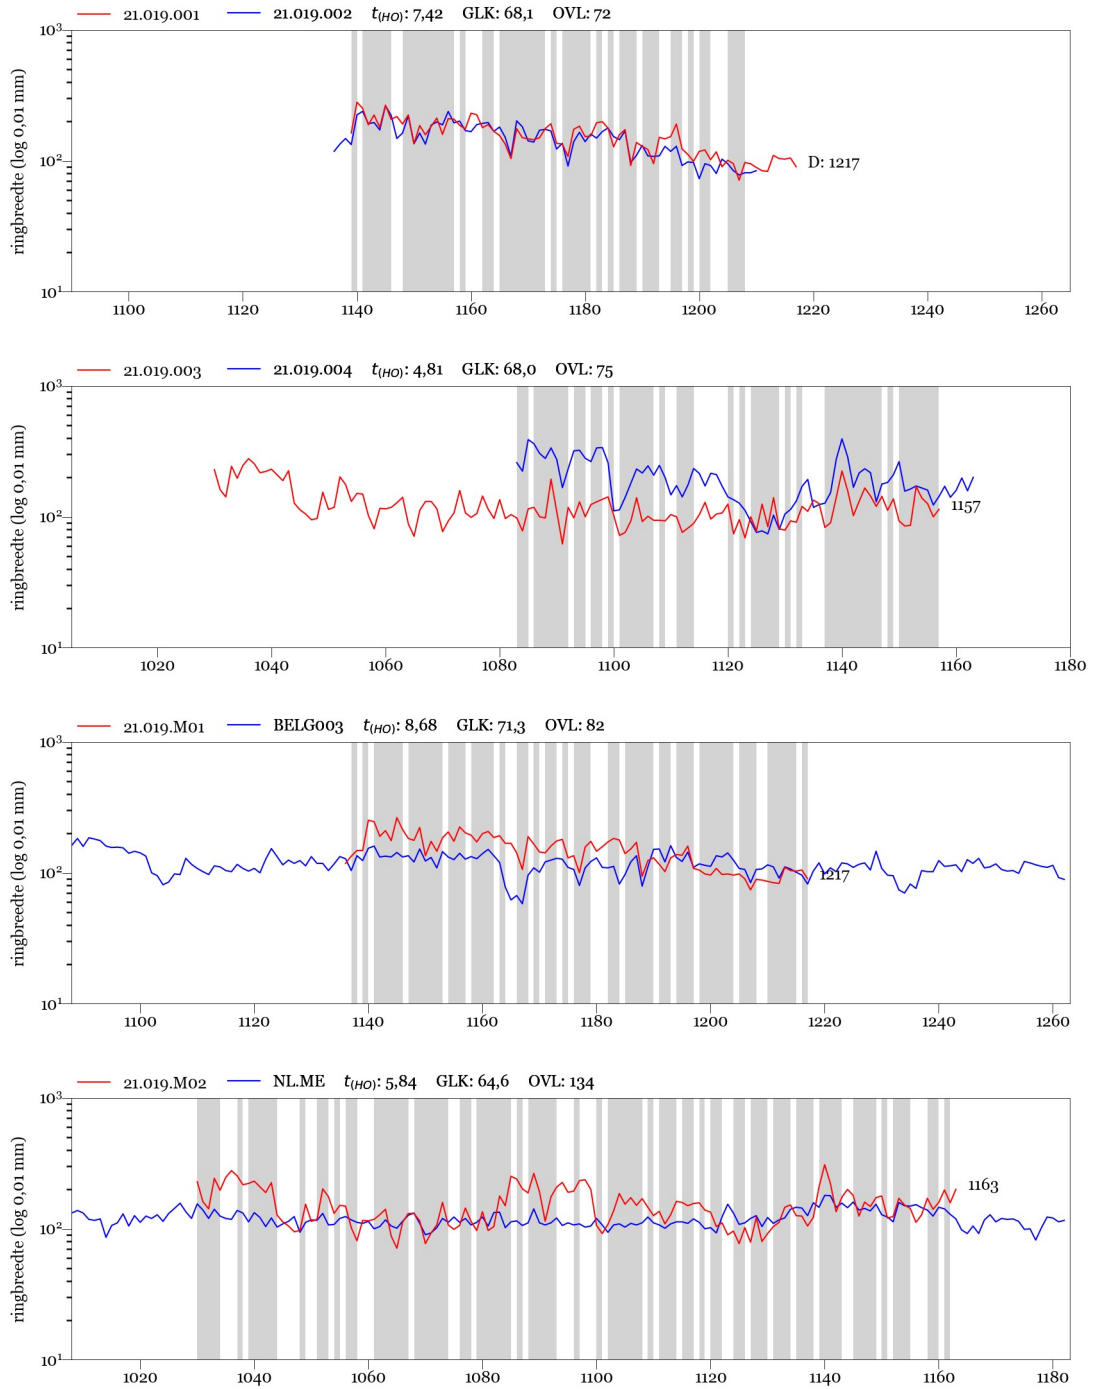 21.019.001 21.019.002 t(HO): 7,42 GLK: 68,1 OVL: 72
10³
10²
10¹
ringbreedte (log 0,01 mm)
D: 1217
1100 1120 1140 1160 1180 1200 1220 1240 1260
21.019.003 21.019.004 t(HO): 4,81 GLK: 68,0 OVL: 75
10³
10²
10¹
ringbreedte (log 0,01 mm)
1157
1020 1040 1060 1080 1100 1120 1140 1160 1180
21.019.M01 BELG003 t(HO): 8,68 GLK: 71,3 OVL: 82
10³
10²
10¹
ringbreedte (log 0,01 mm)
1217
1100 1120 1140 1160 1180 1200 1220 1240 1260
21.019.M02 NL.ME t(HO): 5,84 GLK: 64,6 OVL: 134
10³
10²
10¹
ringbreedte (log 0,01 mm)
1163
1020 1040 1060 1080 1100 1120 1140 1160 1180